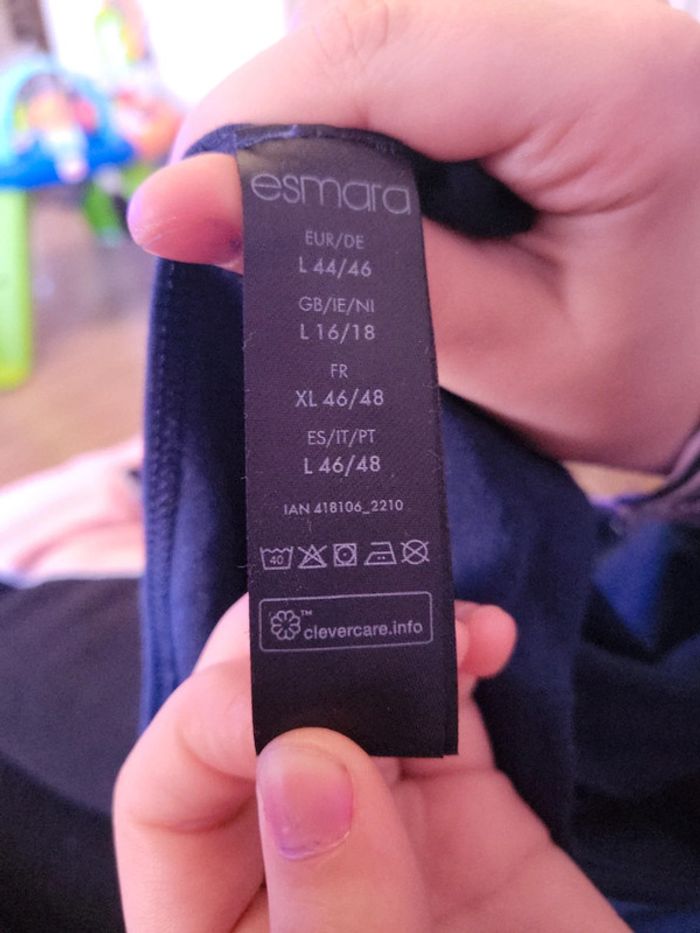 esmara
EUR/DE
L 44/46
GB/IE/NI
L 16/18
FR
XL 46/48
ES/IT/PT
L 46/48
IAN 418106_2210
40
™
clevercare.info